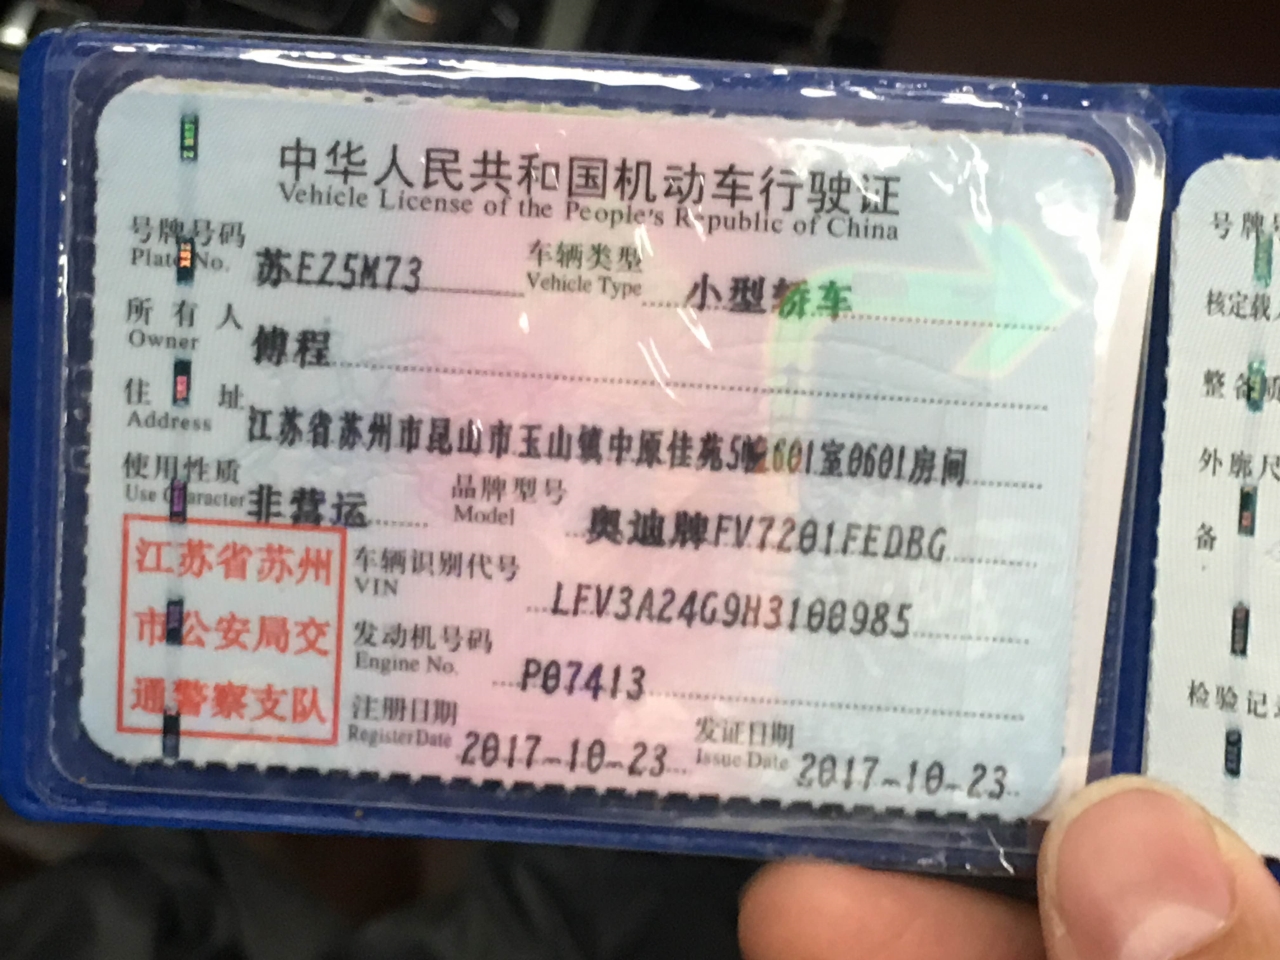 中华人民共和国机动车行驶证
Vehicle License of the People's Republic of China
号牌号码 苏EZ5M73 车辆类型 小型轿车
Plate No. Vehicle Type
所有人 傅程
Owner
住址 江苏省苏州市昆山市玉山镇中原佳苑5幢601室0601房间
Address
使用性质 非营运 品牌型号 奥迪牌FV7201FEDBG
Use Character Model
江苏省苏州
市公安局交
通警察支队
车辆识别代号 LFV3A24G9H3100985
VIN
发动机号码 P07413
Engine No.
注册日期 2017-10-23 发证日期 2017-10-23
Register Date Issue Date
号牌
核定载
整备质
外廓尺
备
检验记